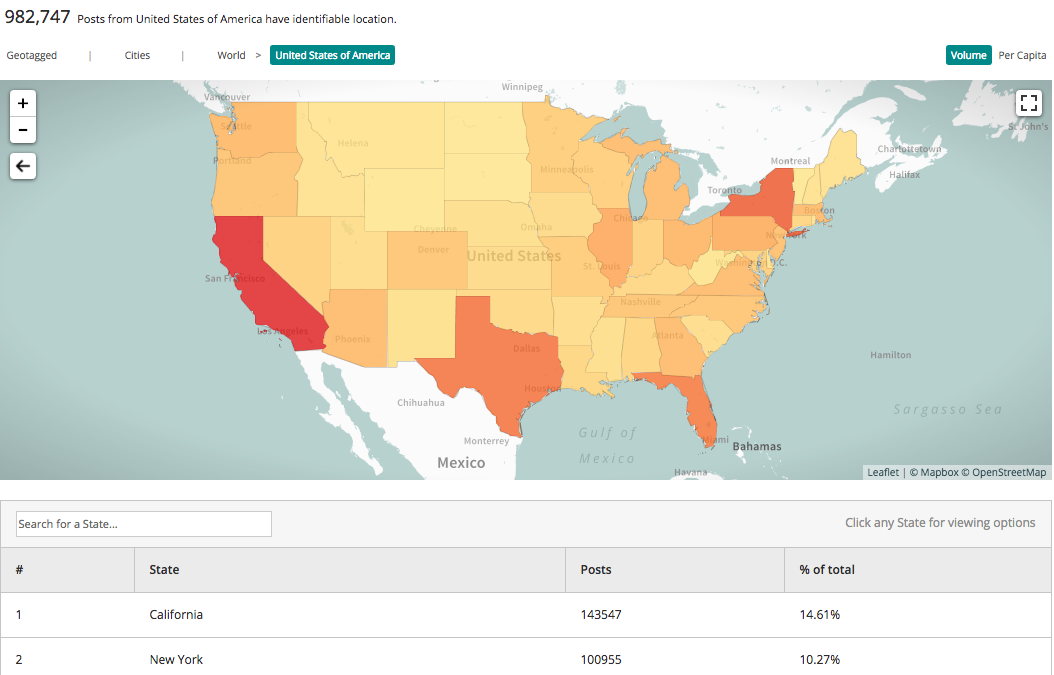 982,747 Posts from United States of America have identifiable location.
Geotagged | Cities | World > United States of America Volume Per Capita
+
−
Winnipeg
Vancouver
Seattle
St. John's
Helena
Portland
Montreal
Charlottetown
Minneapolis
Halifax
Toronto
Boston
Chicago
Cheyenne
Omaha
New York
Denver
United States
Washington, D.C.
St. Louis
San Francisco
Nashville
Los Angeles
Phoenix
Atlanta
Dallas
Hamilton
Houston
Chihuahua
Sargasso Sea
Gulf of
Mexico
Miami
Monterrey
Bahamas
Mexico
Havana
Leaflet | © Mapbox © OpenStreetMap
Search for a State...
Click any State for viewing options
# State Posts % of total
1 California 143547 14.61%
2 New York 100955 10.27%